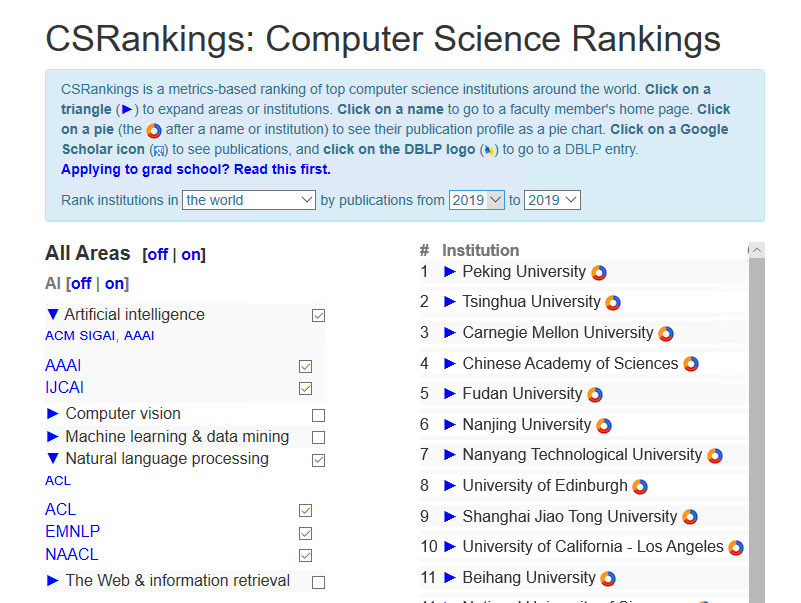 CSRankings: Computer Science Rankings
CSRankings is a metrics-based ranking of top computer science institutions around the world. Click on a
triangle (►) to expand areas or institutions. Click on a name to go to a faculty member's home page. Click
on a pie (the after a name or institution) to see their publication profile as a pie chart. Click on a Google
Scholar icon ( ) to see publications, and click on the DBLP logo ( ) to go to a DBLP entry.
Applying to grad school? Read this first.
Rank institutions in the world by publications from 2019 to 2019
All Areas [off | on]
AI [off | on]
▼ Artificial intelligence
ACM SIGAI, AAAI
AAAI
IJCAI
► Computer vision
► Machine learning & data mining
▼ Natural language processing
ACL
ACL
EMNLP
NAACL
► The Web & information retrieval
# Institution
1 ► Peking University
2 ► Tsinghua University
3 ► Carnegie Mellon University
4 ► Chinese Academy of Sciences
5 ► Fudan University
6 ► Nanjing University
7 ► Nanyang Technological University
8 ► University of Edinburgh
9 ► Shanghai Jiao Tong University
10 ► University of California - Los Angeles
11 ► Beihang University